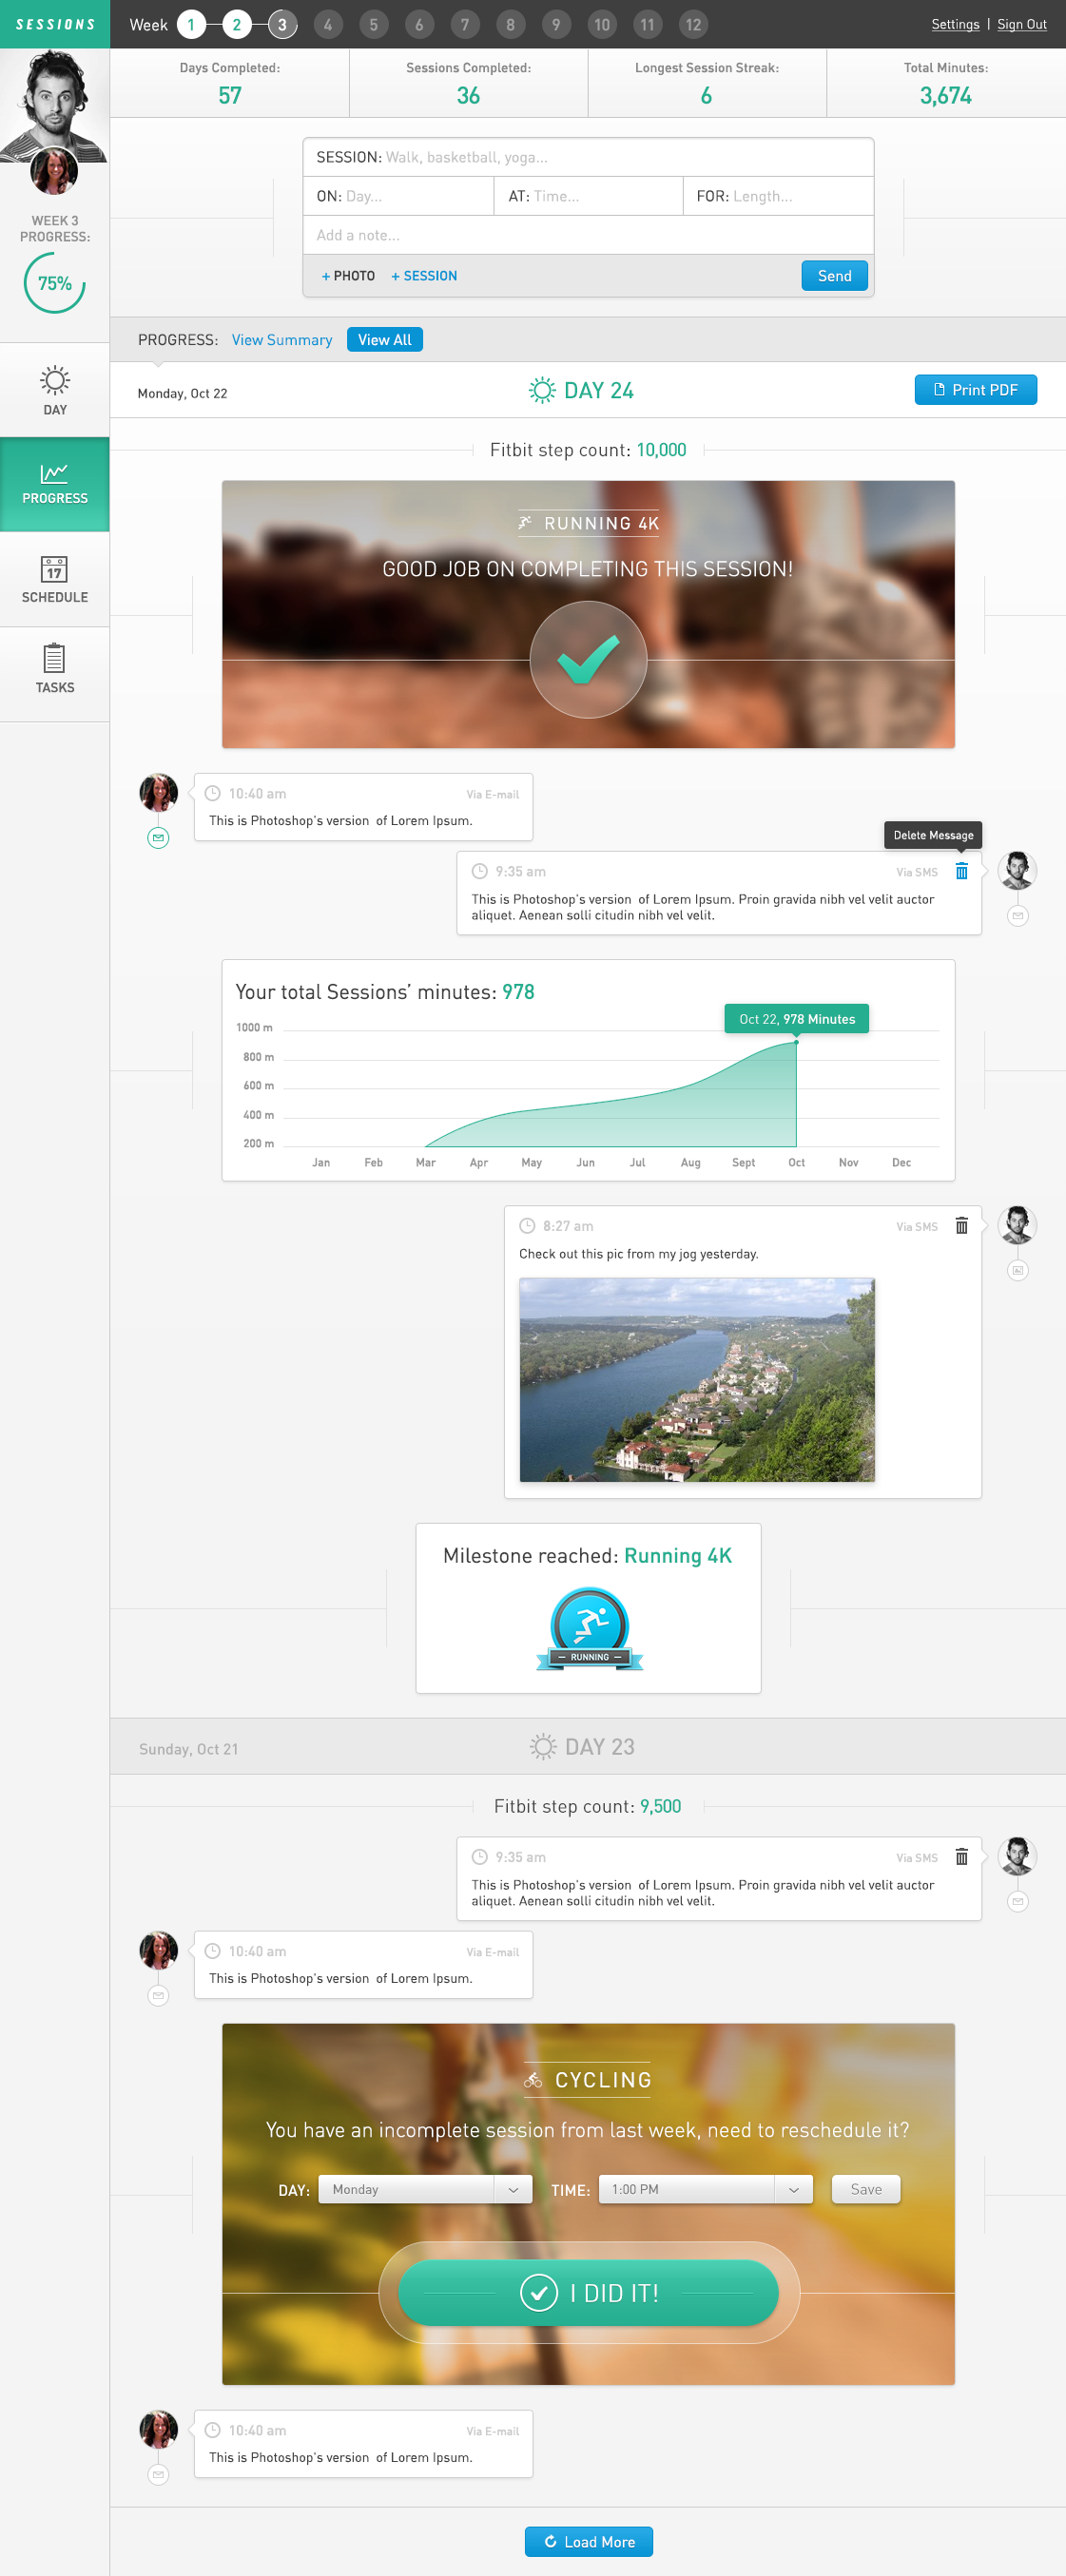 SESSIONS
Week 1 2 3 4 5 6 7 8 9 10 11 12
Settings | Sign Out
Days Completed:
57
Sessions Completed:
36
Longest Session Streak:
6
Total Minutes:
3,674
WEEK 3
PROGRESS:
75%
DAY
PROGRESS
17
SCHEDULE
TASKS
SESSION: Walk, basketball, yoga...
ON: Day... AT: Time... FOR: Length...
Add a note...
+ PHOTO + SESSION Send
PROGRESS: View Summary View All
Monday, Oct 22 DAY 24 Print PDF
Fitbit step count: 10,000
RUNNING 4K
GOOD JOB ON COMPLETING THIS SESSION!
10:40 am Via E-mail
This is Photoshop's version of Lorem Ipsum.
Delete Message
9:35 am Via SMS
This is Photoshop's version of Lorem Ipsum. Proin gravida nibh vel velit auctor
aliquet. Aenean solli citudin nibh vel velit.
Your total Sessions' minutes: 978
Oct 22, 978 Minutes
1000 m
800 m
600 m
400 m
200 m
Jan Feb Mar Apr May Jun Jul Aug Sept Oct Nov Dec
8:27 am Via SMS
Check out this pic from my jog yesterday.
Milestone reached: Running 4K
– RUNNING –
Sunday, Oct 21 DAY 23
Fitbit step count: 9,500
9:35 am Via SMS
This is Photoshop's version of Lorem Ipsum. Proin gravida nibh vel velit auctor
aliquet. Aenean solli citudin nibh vel velit.
10:40 am Via E-mail
This is Photoshop's version of Lorem Ipsum.
CYCLING
You have an incomplete session from last week, need to reschedule it?
DAY: Monday TIME: 1:00 PM Save
I DID IT!
10:40 am Via E-mail
This is Photoshop's version of Lorem Ipsum.
Load More